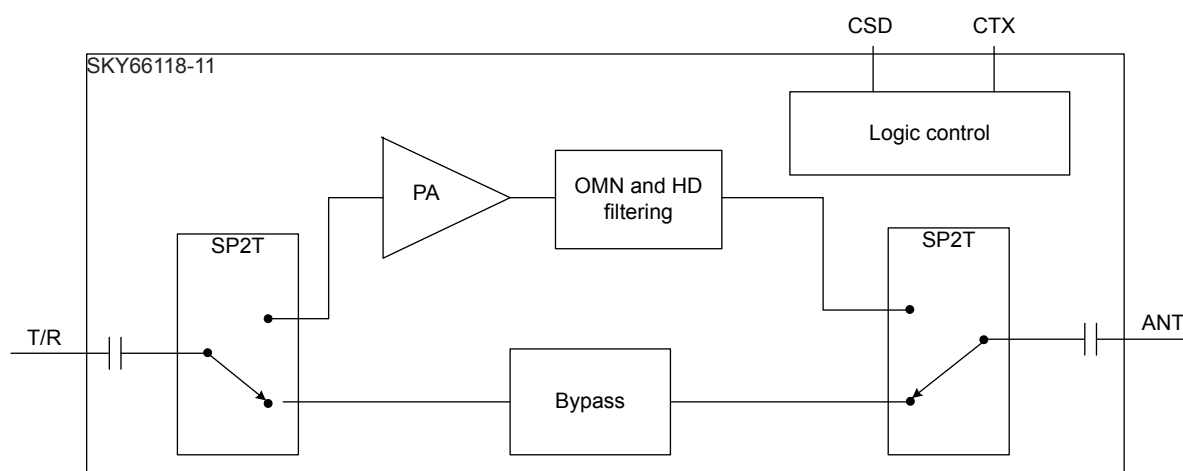 CSD
CTX
SKY66118-11
Logic control
PA
OMN and HD
filtering
SP2T
SP2T
T/R
ANT
Bypass